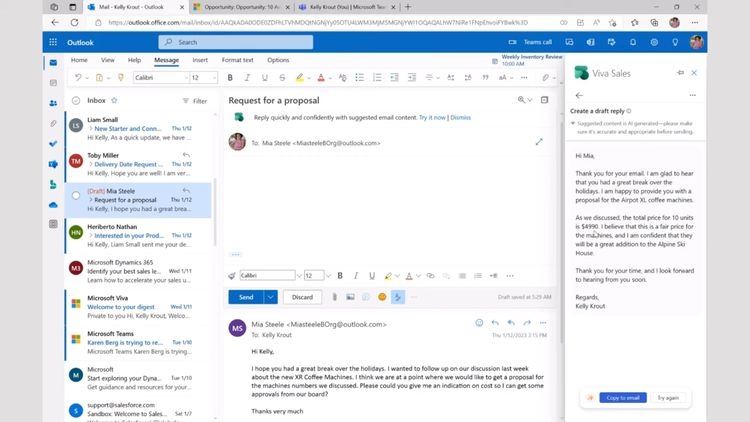 Mail - Kelly Krout - Outlook
Opportunity: Opportunity: 10 A
Kelly Krout (You) | Microsoft Te
https://outlook.office.com/mail/inbox/id/
Outlook
Search
Teams call
Home View Help Message Insert Format text Options
Weekly Inventory Review
10:00 AM
Calibri 12 B I U
Inbox Filter
LS
Liam Small
New Starter and Conn... Thu 1/12
Hi Kelly, As a quick update, we have ...
TM
Toby Miller
Delivery Date Request ... Thu 1/12
Hi Kelly, Hope you are well! I am ver...
[Draft] Mia Steele
Request for a proposal Thu 1/12
Hi Kelly, I hope you had a great brea...
HN
Heriberto Nathan
Interested in your Prod... Thu 1/12
Hi Kelly, Liam Small sent me your de...
M3
Microsoft Dynamics 365
Identify your best sales le... Wed 1/11
Learn how to accelerate your sales u...
Microsoft Viva
Welcome to your digest Wed 1/11
Private to you Hi, Kelly Krout, Welco...
Microsoft Teams
Karen Berg is trying to re... Tue 1/10
Microsoft Teams Karen Berg is trying...
Microsoft
Start exploring your Dyna... Tue 1/10
Get guidance and resources for your...
support@salesforce.com
Sandbox: Welcome to Sales... Sat 1/7
Request for a proposal
Reply quickly and confidently with suggested email content. Try it now | Dismiss
To: Mia Steele <MiasteeleBOrg@outlook.com>
Calibri 12 B I U
Send Discard Draft saved at 5:29 AM
MS
Mia Steele <MiasteeleBOrg@outlook.com>
To: Kelly Krout
Thu 1/12/2023 3:15 PM
Hi Kelly,
I hope you had a great break over the holidays. I wanted to follow up on our discussion last week
about the new XR Coffee Machines. I think we are at a point where we would like to get a proposal for
the machines numbers we discussed. Please could you give me an indication on cost so I can get some
approvals from our board?
Thanks very much
Viva Sales
Create a draft reply
Suggested content is AI generated—please make
sure it's accurate and appropriate before sending.
Hi Mia,
Thank you for your email. I am glad to
hear that you had a great break over the
holidays. I am happy to provide you with a
proposal for the Airpot XL coffee machines.
As we discussed, the total price for 10 units
is $4990. I believe that this is a fair price for
the machines, and I am confident that they
will be a great addition to the Alpine Ski
House.
Thank you for your time, and I look forward
to hearing from you soon.
Regards,
Kelly Krout
Copy to email Try again